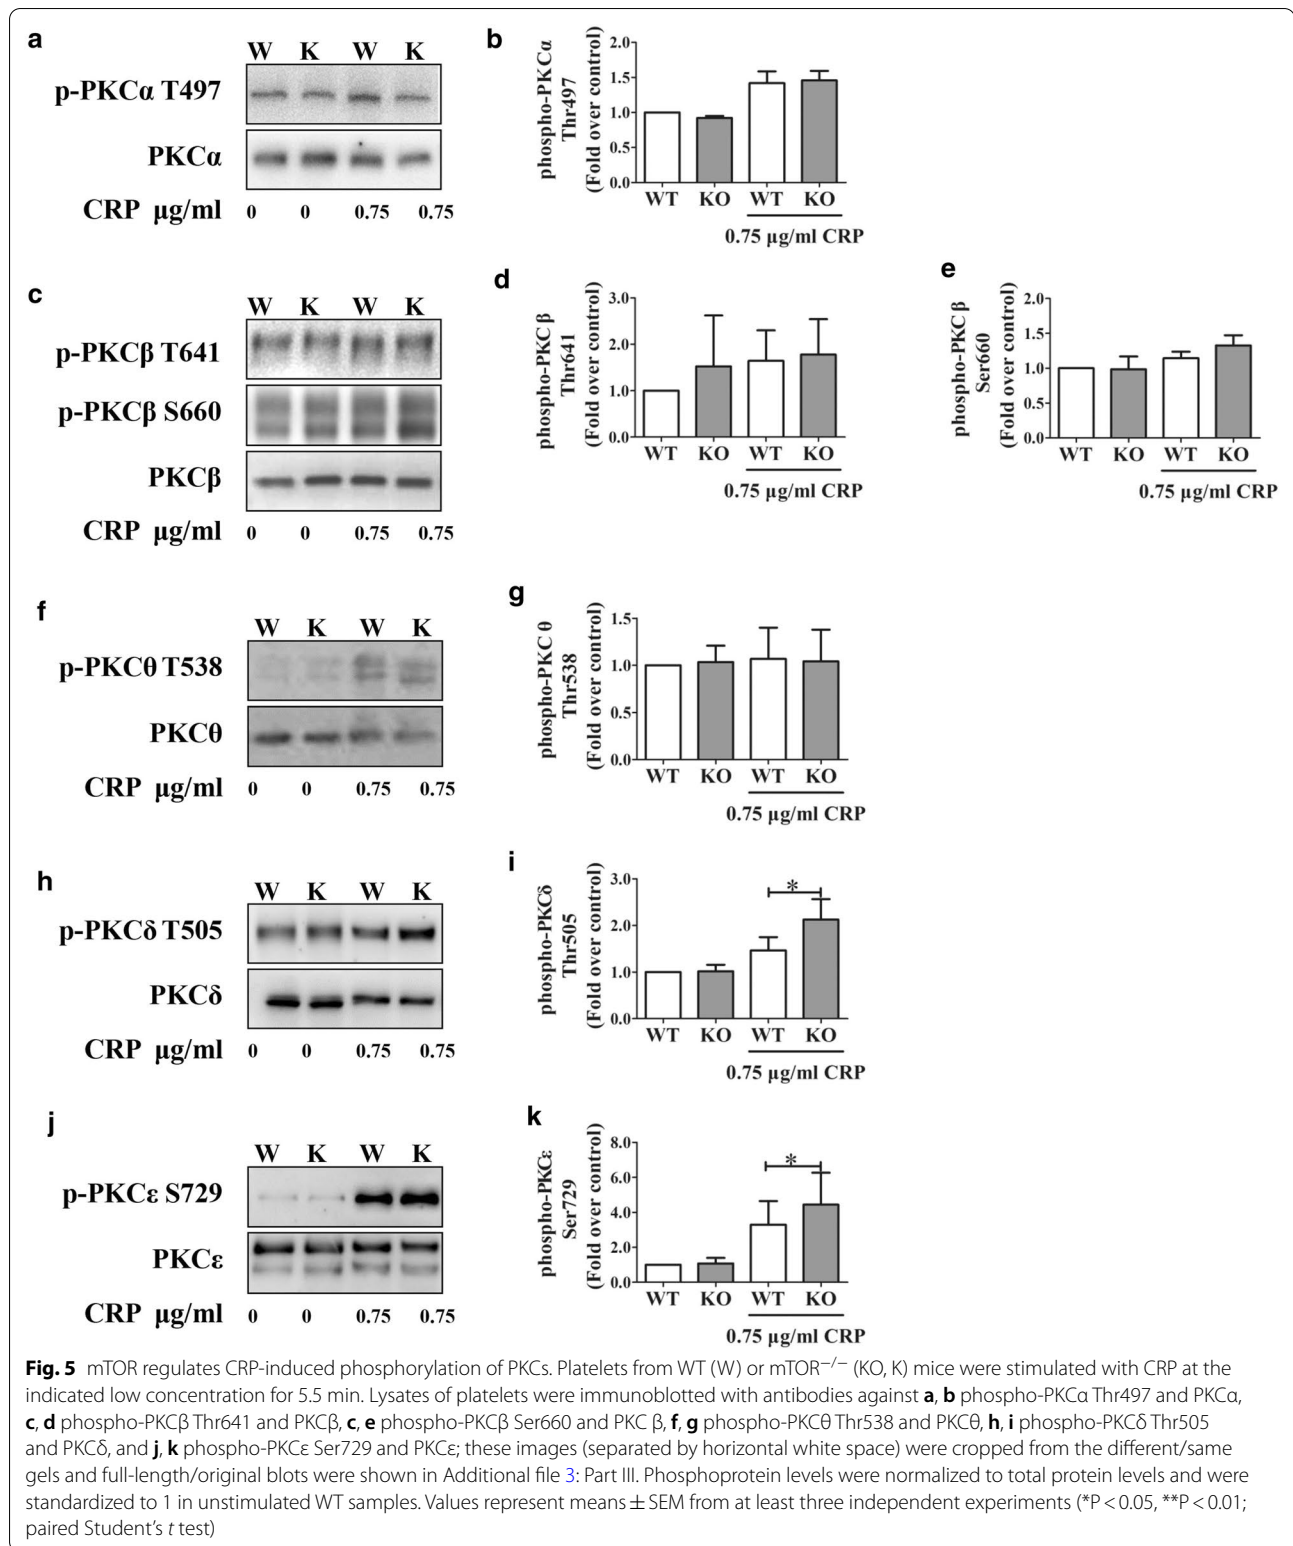 a
W K W K
p-PKCα T497
PKCα
CRP μg/ml 0 0 0.75 0.75
b
phospho-PKCα
Thr497
(Fold over control)
2.0
1.5
1.0
0.5
0.0
WT KO WT KO
0.75 μg/ml CRP
c
W K W K
p-PKCβ T641
p-PKCβ S660
PKCβ
CRP μg/ml 0 0 0.75 0.75
d
phospho-PKC β
Thr641
(Fold over control)
3.0
2.0
1.0
0.0
WT KO WT KO
0.75 μg/ml CRP
e
phospho-PKC β
Ser660
(Fold over control)
2.0
1.5
1.0
0.5
0.0
WT KO WT KO
0.75 μg/ml CRP
f
W K W K
p-PKCθ T538
PKCθ
CRP μg/ml 0 0 0.75 0.75
g
phospho-PKC θ
Thr538
(Fold over control)
1.5
1.0
0.5
0.0
WT KO WT KO
0.75 μg/ml CRP
h
W K W K
p-PKCδ T505
PKCδ
CRP μg/ml 0 0 0.75 0.75
i
phospho-PKCδ
Thr505
(Fold over control)
3.0
2.0
1.0
0.0
*
WT KO WT KO
0.75 μg/ml CRP
j
W K W K
p-PKCε S729
PKCε
CRP μg/ml 0 0 0.75 0.75
k
phospho-PKCε
Ser729
(Fold over control)
8.0
6.0
4.0
2.0
0.0
*
WT KO WT KO
0.75 μg/ml CRP
Fig. 5 mTOR regulates CRP-induced phosphorylation of PKCs. Platelets from WT (W) or mTOR−/− (KO, K) mice were stimulated with CRP at the
indicated low concentration for 5.5 min. Lysates of platelets were immunoblotted with antibodies against a, b phospho-PKCα Thr497 and PKCα,
c, d phospho-PKCβ Thr641 and PKCβ, c, e phospho-PKCβ Ser660 and PKC β, f, g phospho-PKCθ Thr538 and PKCθ, h, i phospho-PKCδ Thr505
and PKCδ, and j, k phospho-PKCε Ser729 and PKCε; these images (separated by horizontal white space) were cropped from the different/same
gels and full-length/original blots were shown in Additional file 3: Part III. Phosphoprotein levels were normalized to total protein levels and were
standardized to 1 in unstimulated WT samples. Values represent means ± SEM from at least three independent experiments (*P < 0.05, **P < 0.01;
paired Student's t test)